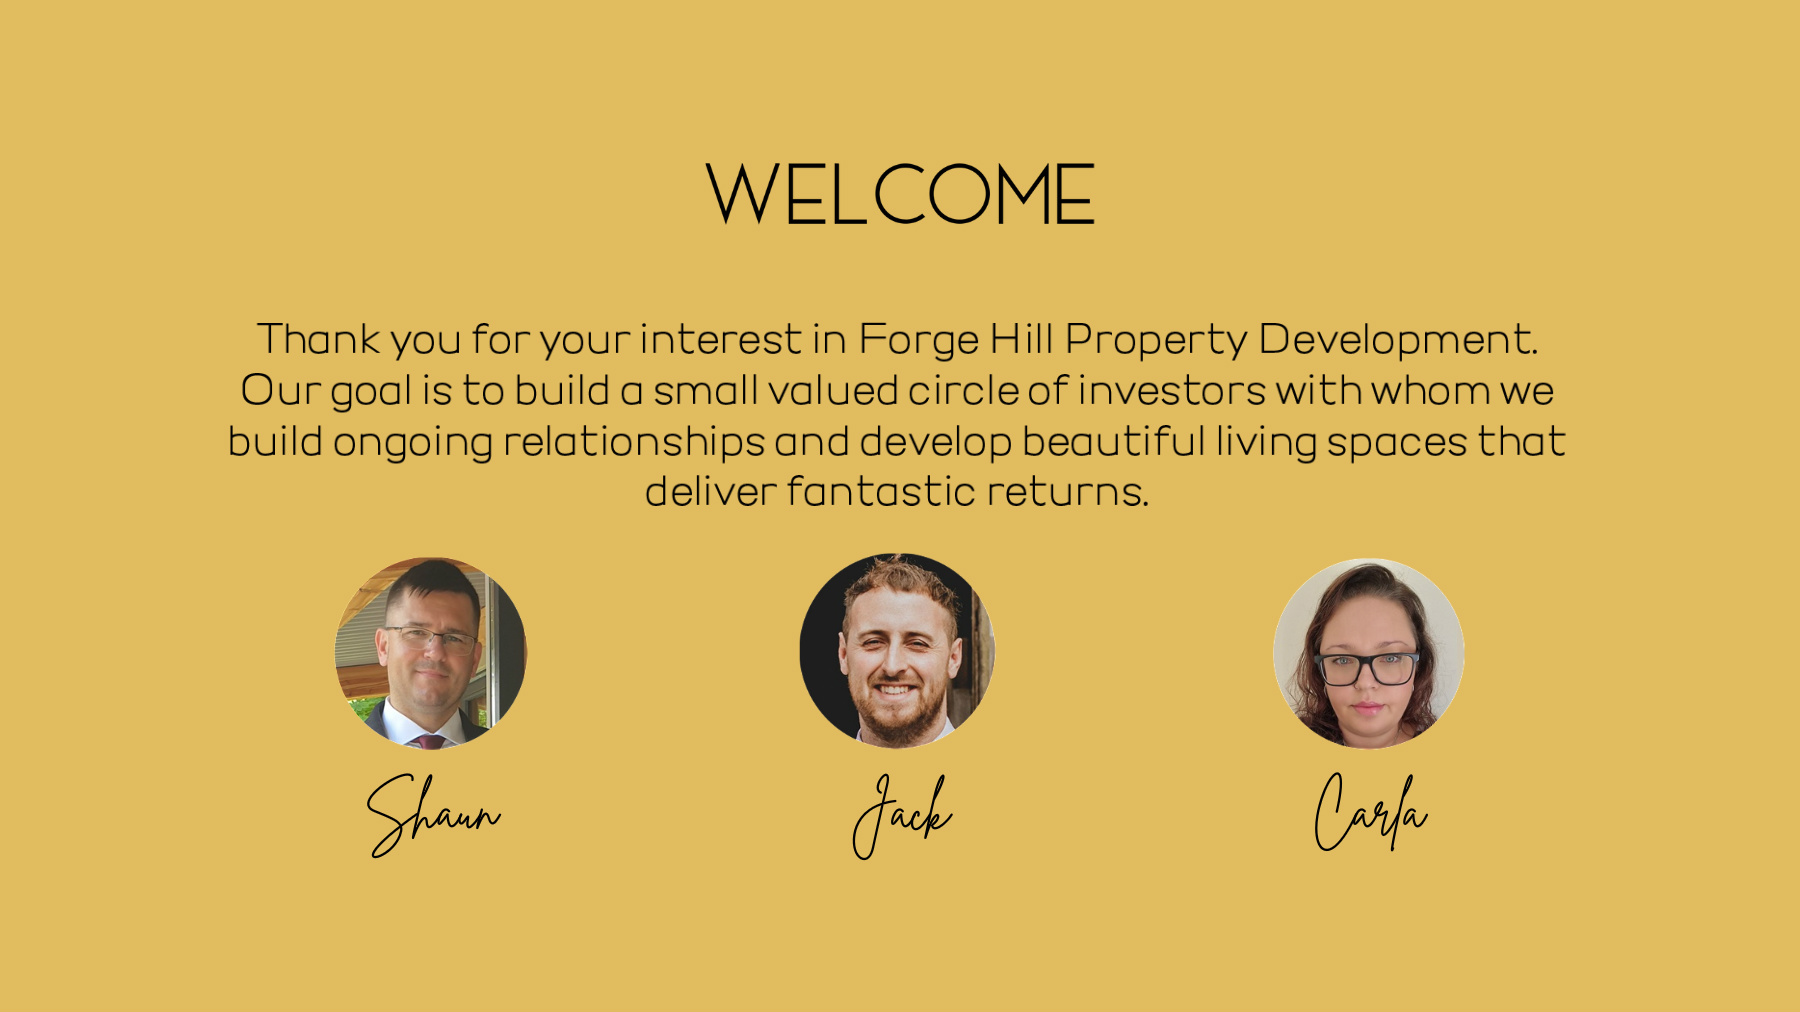 WELCOME
Thank you for your interest in Forge Hill Property Development.
Our goal is to build a small valued circle of investors with whom we
build ongoing relationships and develop beautiful living spaces that
deliver fantastic returns.
Shaun
Jack
Carla